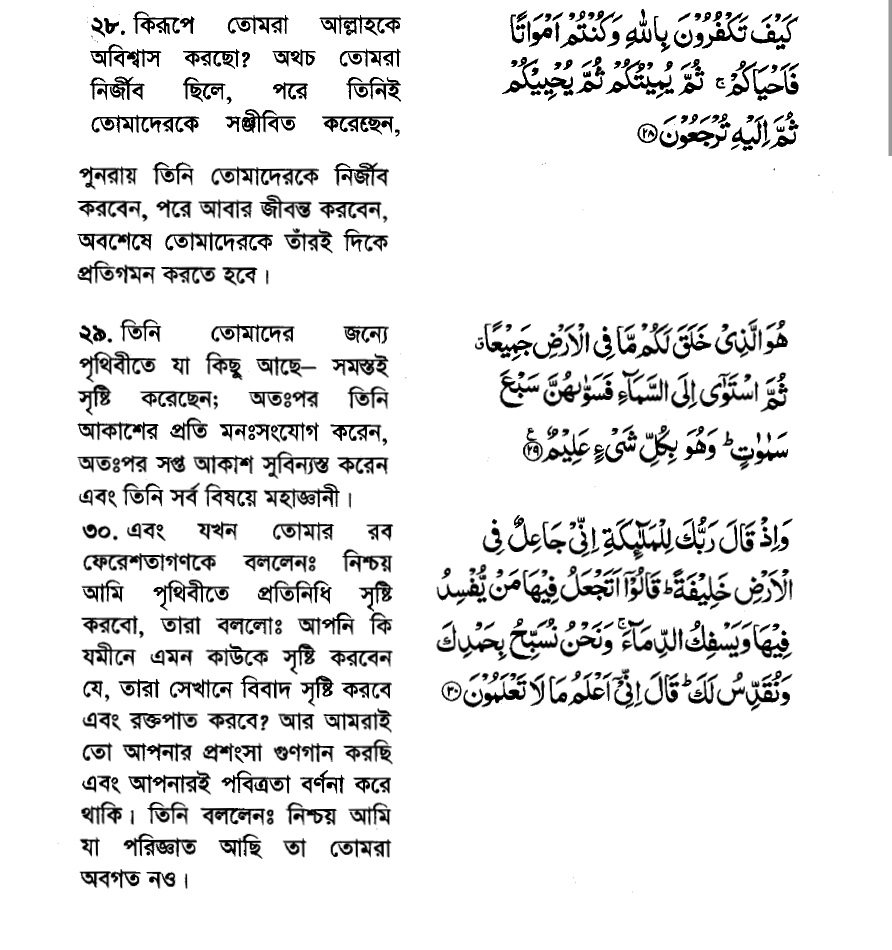 ২৮. কিরূপে তোমরা আল্লাহকে
অবিশ্বাস করছো? অথচ তোমরা
নির্জীব ছিলে, পরে তিনিই
তোমাদেরকে সঞ্জীবিত করেছেন,
পুনরায় তিনি তোমাদেরকে নির্জীব
করবেন, পরে আবার জীবন্ত করবেন,
অবশেষে তোমাদেরকে তাঁরই দিকে
প্রতিগমন করতে হবে।
كَيْفَ تَكْفُرُوْنَ بِاللّٰهِ وَكُنْتُمْ اَمْوَاتًا
فَاَحْيَاكُمْ ۚ ثُمَّ يُمِيْتُكُمْ ثُمَّ يُحْيِيْكُمْ
ثُمَّ اِلَيْهِ تُرْجَعُوْنَ ﴿۲۸﴾
২৯. তিনি তোমাদের জন্যে
পৃথিবীতে যা কিছু আছে– সমস্তই
সৃষ্টি করেছেন; অতঃপর তিনি
আকাশের প্রতি মনঃসংযোগ করেন,
অতঃপর সপ্ত আকাশ সুবিন্যস্ত করেন
এবং তিনি সর্ব বিষয়ে মহাজ্ঞানী।
هُوَ الَّذِيْ خَلَقَ لَكُمْ مَّا فِي الْاَرْضِ جَمِيْعًا ۗ
ثُمَّ اسْتَوٰٓى اِلَى السَّمَآءِ فَسَوّٰىهُنَّ سَبْعَ
سَمٰوٰتٍ ؕ وَهُوَ بِكُلِّ شَيْءٍ عَلِيْمٌ ﴿۲۹﴾ ع
৩০. এবং যখন তোমার রব
ফেরেশতাগণকে বললেনঃ নিশ্চয়
আমি পৃথিবীতে প্রতিনিধি সৃষ্টি
করবো, তারা বললোঃ আপনি কি
যমীনে এমন কাউকে সৃষ্টি করবেন
যে, তারা সেখানে বিবাদ সৃষ্টি করবে
এবং রক্তপাত করবে? আর আমরাই
তো আপনার প্রশংসা গুণগান করছি
এবং আপনারই পবিত্রতা বর্ণনা করে
থাকি। তিনি বললেনঃ নিশ্চয় আমি
যা পরিজ্ঞাত আছি তা তোমরা
অবগত নও।
وَاِذْ قَالَ رَبُّكَ لِلْمَلٰٓئِكَةِ اِنِّيْ جَاعِلٌ فِي
الْاَرْضِ خَلِيْفَةً ؕ قَالُوْٓا اَتَجْعَلُ فِيْهَا مَنْ يُّفْسِدُ
فِيْهَا وَيَسْفِكُ الدِّمَآءَ ۚ وَنَحْنُ نُسَبِّحُ بِحَمْدِكَ
وَنُقَدِّسُ لَكَ ؕ قَالَ اِنِّيْٓ اَعْلَمُ مَا لَا تَعْلَمُوْنَ ﴿۳۰﴾